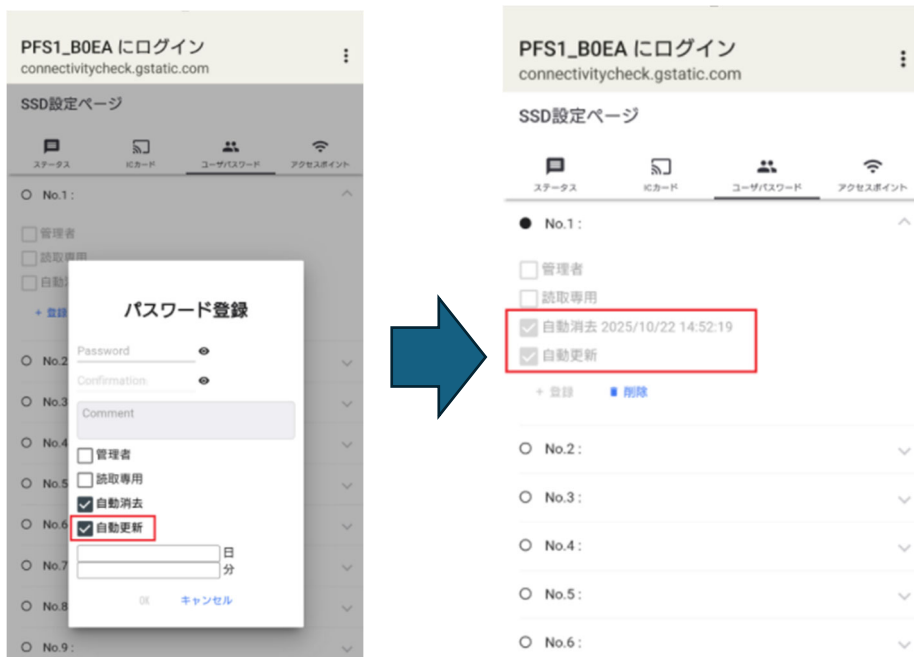 PFS1_B0EA にログイン
connectivitycheck.gstatic.com
SSD設定ページ
ステータス
ICカード
ユーザパスワード
アクセスポイント
No.1 :
管理者
読取専用
自動
+ 登録
No.2
No.3
No.4
No.5
No.6
No.7
No.8
No.9 :
パスワード登録
Password
Confirmation
Comment
管理者
読取専用
自動消去
自動更新
日
分
OK キャンセル
PFS1_B0EA にログイン
connectivitycheck.gstatic.com
SSD設定ページ
ステータス
ICカード
ユーザパスワード
アクセスポイント
No.1 :
管理者
読取専用
自動消去 2025/10/22 14:52:19
自動更新
+ 登録 削除
No.2 :
No.3 :
No.4 :
No.5 :
No.6 :